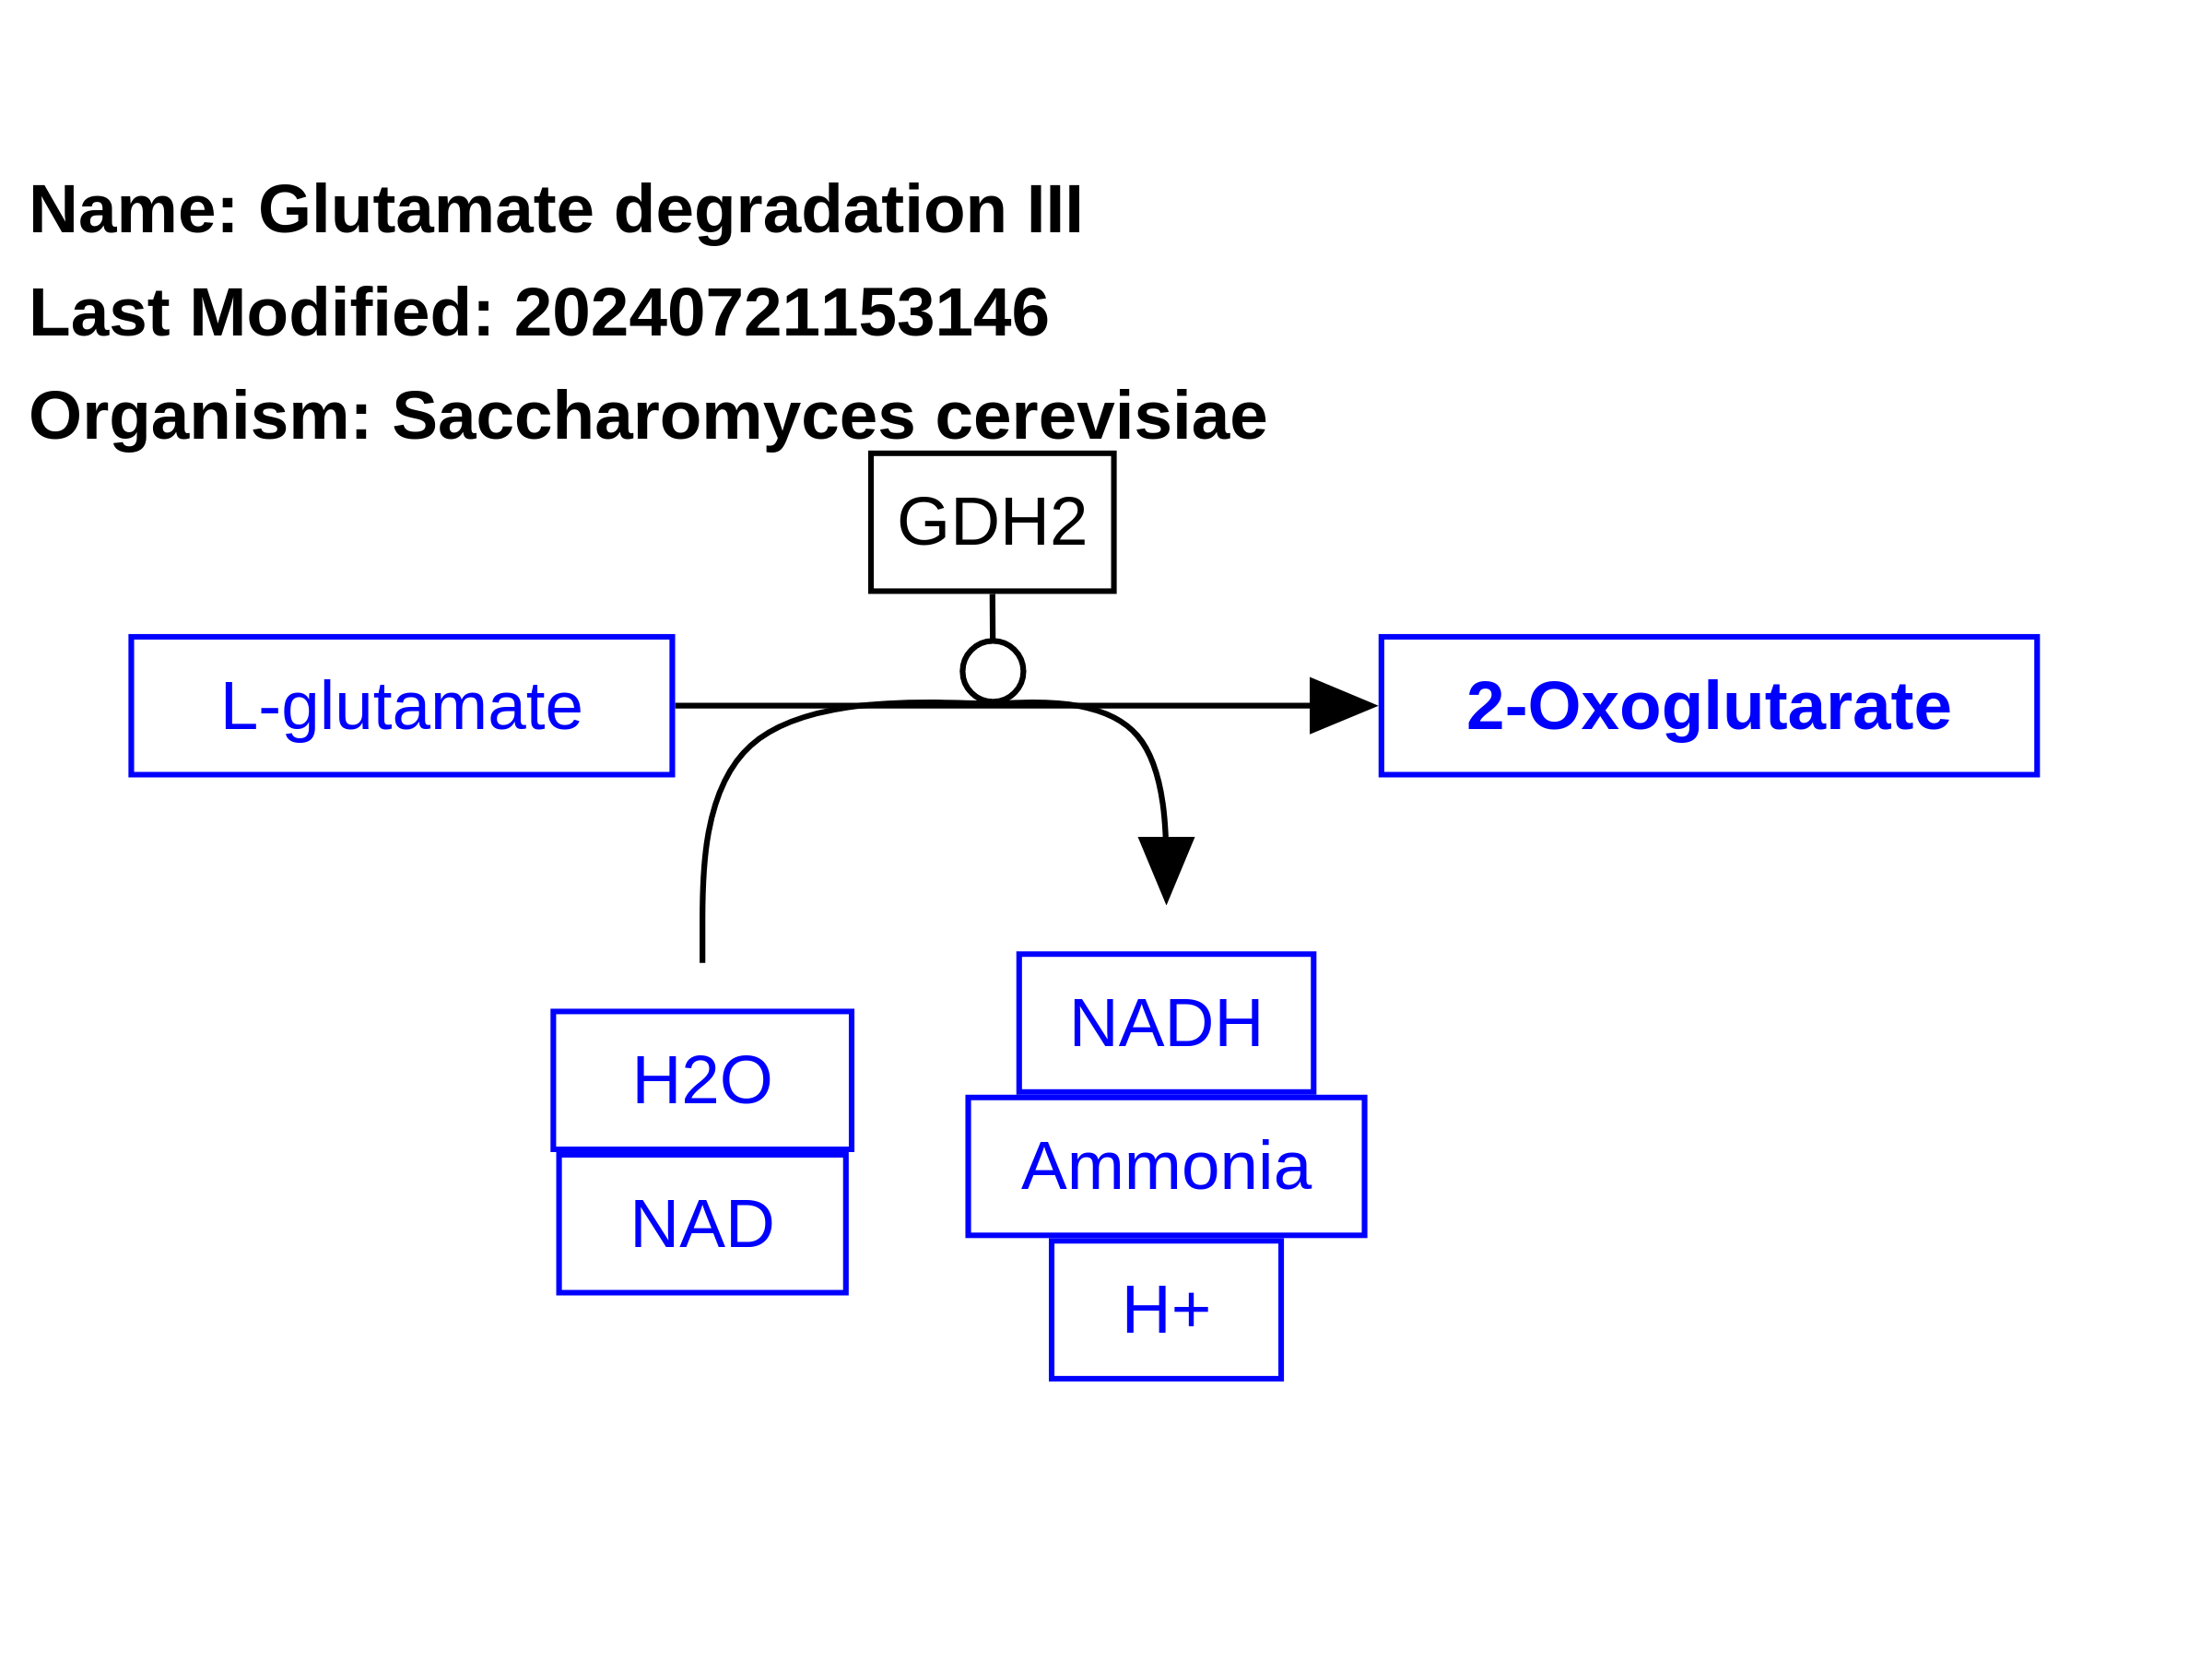 Name: Glutamate degradation III
Last Modified: 20240721153146
Organism: Saccharomyces cerevisiae
GDH2
L-glutamate
2-Oxoglutarate
H2O
NAD
NADH
Ammonia
H+